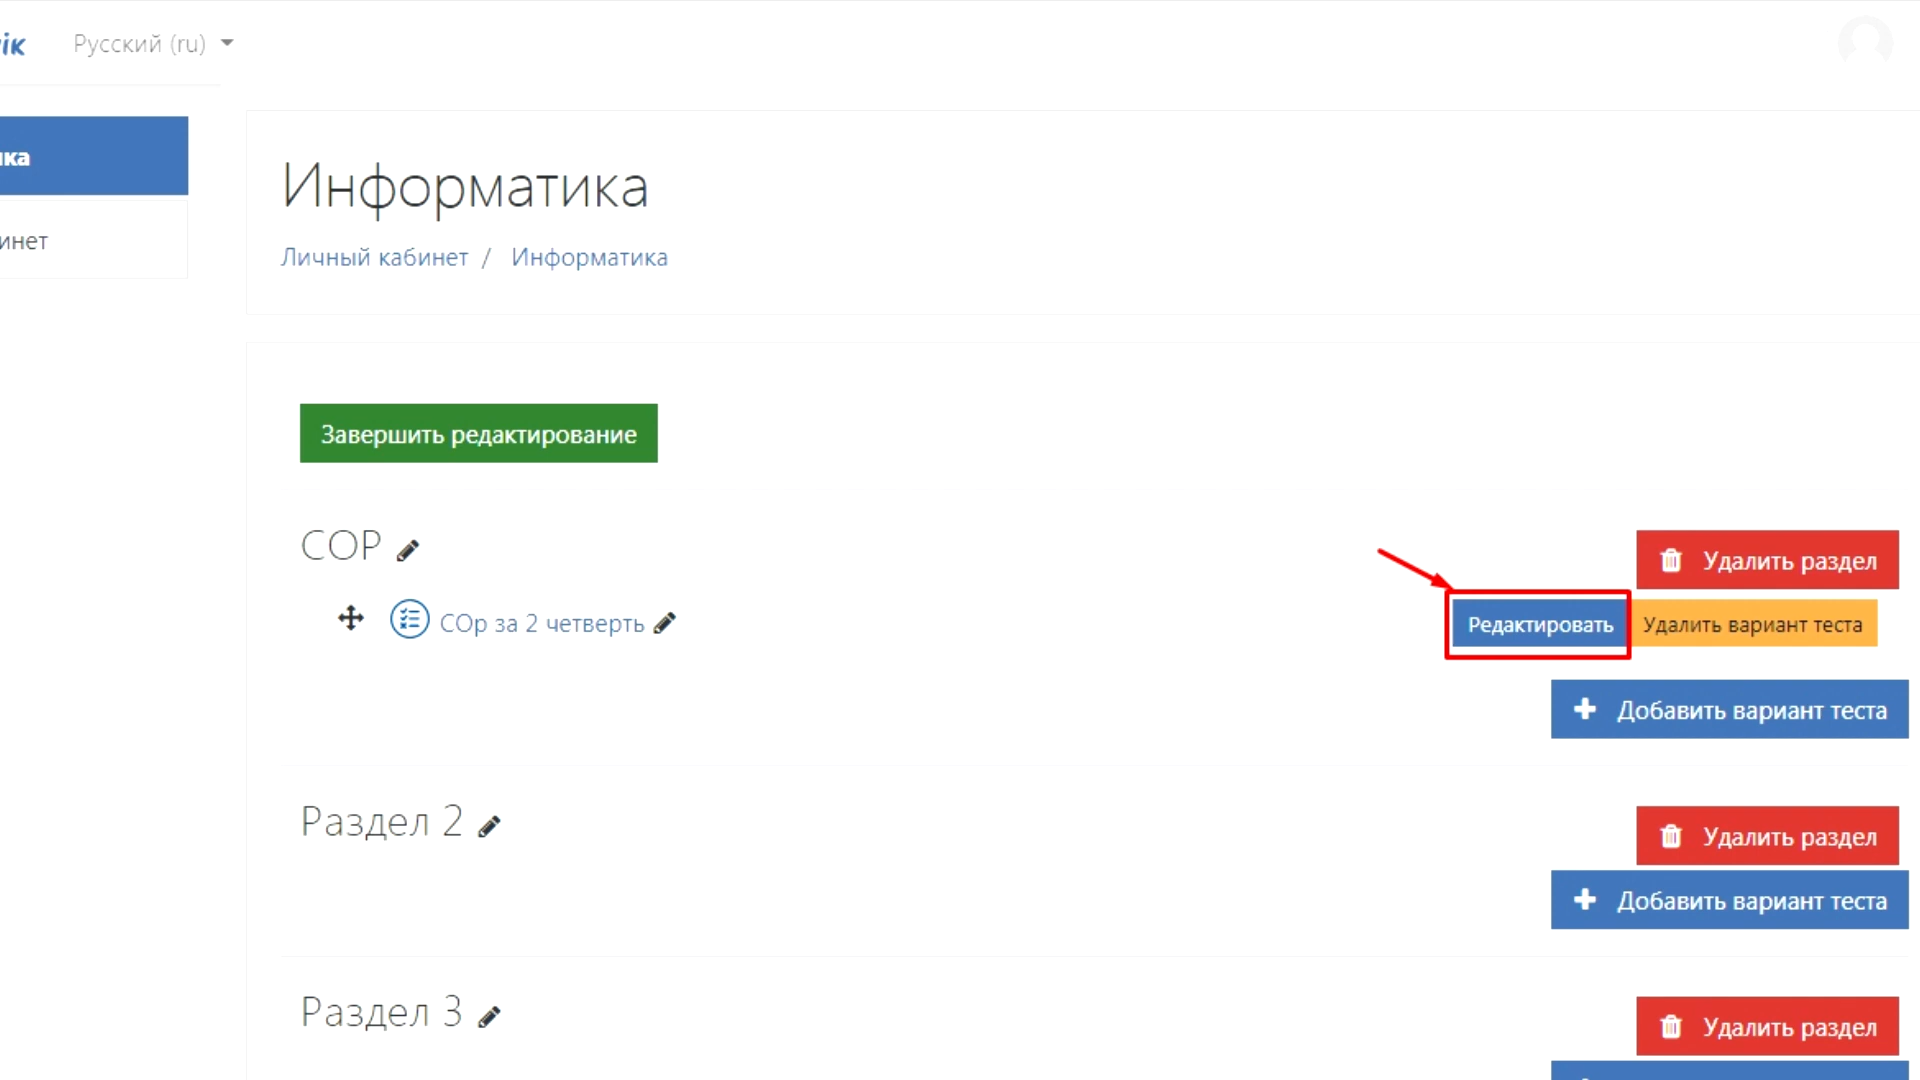 Русский (ru)
Информатика
Личный кабинет / Информатика
Завершить редактирование
СОР
Удалить раздел
СОр за 2 четверть
Редактировать
Удалить вариант теста
Добавить вариант теста
Раздел 2
Удалить раздел
Добавить вариант теста
Раздел 3
Удалить раздел